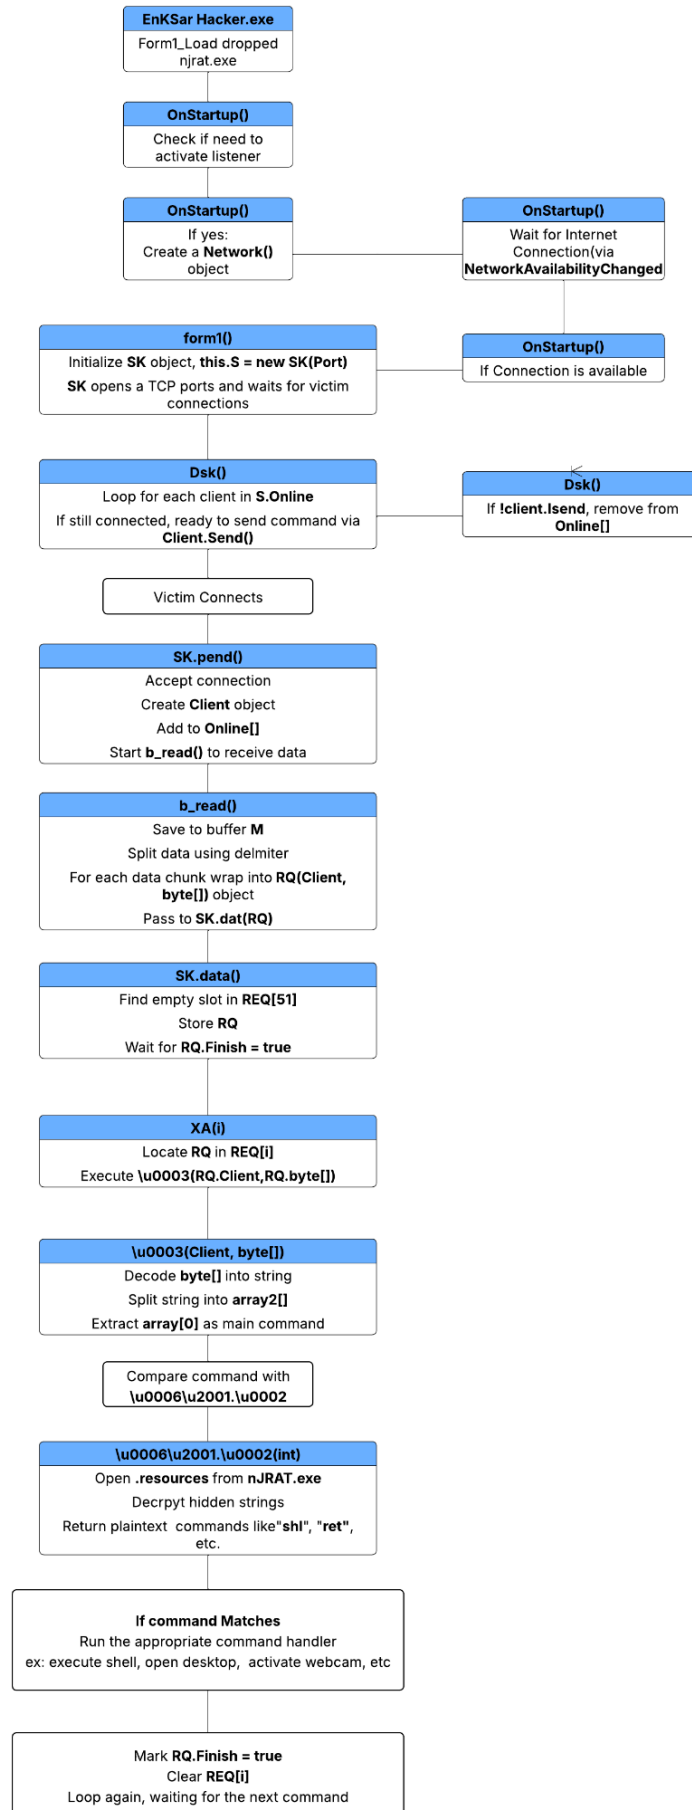 EnKSar Hacker.exe
Form1_Load dropped
njrat.exe
OnStartup()
Check if need to
activate listener
OnStartup()
If yes:
Create a Network()
object
OnStartup()
Wait for Internet
Connection(via
NetworkAvailabilityChanged
OnStartup()
If Connection is available
form1()
Initialize SK object, this.S = new SK(Port)
SK opens a TCP ports and waits for victim
connections
Dsk()
Loop for each client in S.Online
If still connected, ready to send command via
Client.Send()
Dsk()
If !client.Isend, remove from
Online[]
Victim Connects
SK.pend()
Accept connection
Create Client object
Add to Online[]
Start b_read() to receive data
b_read()
Save to buffer M
Split data using delmiter
For each data chunk wrap into RQ(Client,
byte[]) object
Pass to SK.dat(RQ)
SK.data()
Find empty slot in REQ[51]
Store RQ
Wait for RQ.Finish = true
XA(i)
Locate RQ in REQ[i]
Execute \u0003(RQ.Client,RQ.byte[])
\u0003(Client, byte[])
Decode byte[] into string
Split string into array2[]
Extract array[0] as main command
Compare command with
\u0006\u2001.\u0002
\u0006\u2001.\u0002(int)
Open .resources from nJRAT.exe
Decrpyt hidden strings
Return plaintext commands like"shl", "ret",
etc.
If command Matches
Run the appropriate command handler
ex: execute shell, open desktop, activate webcam, etc
Mark RQ.Finish = true
Clear REQ[i]
Loop again, waiting for the next command